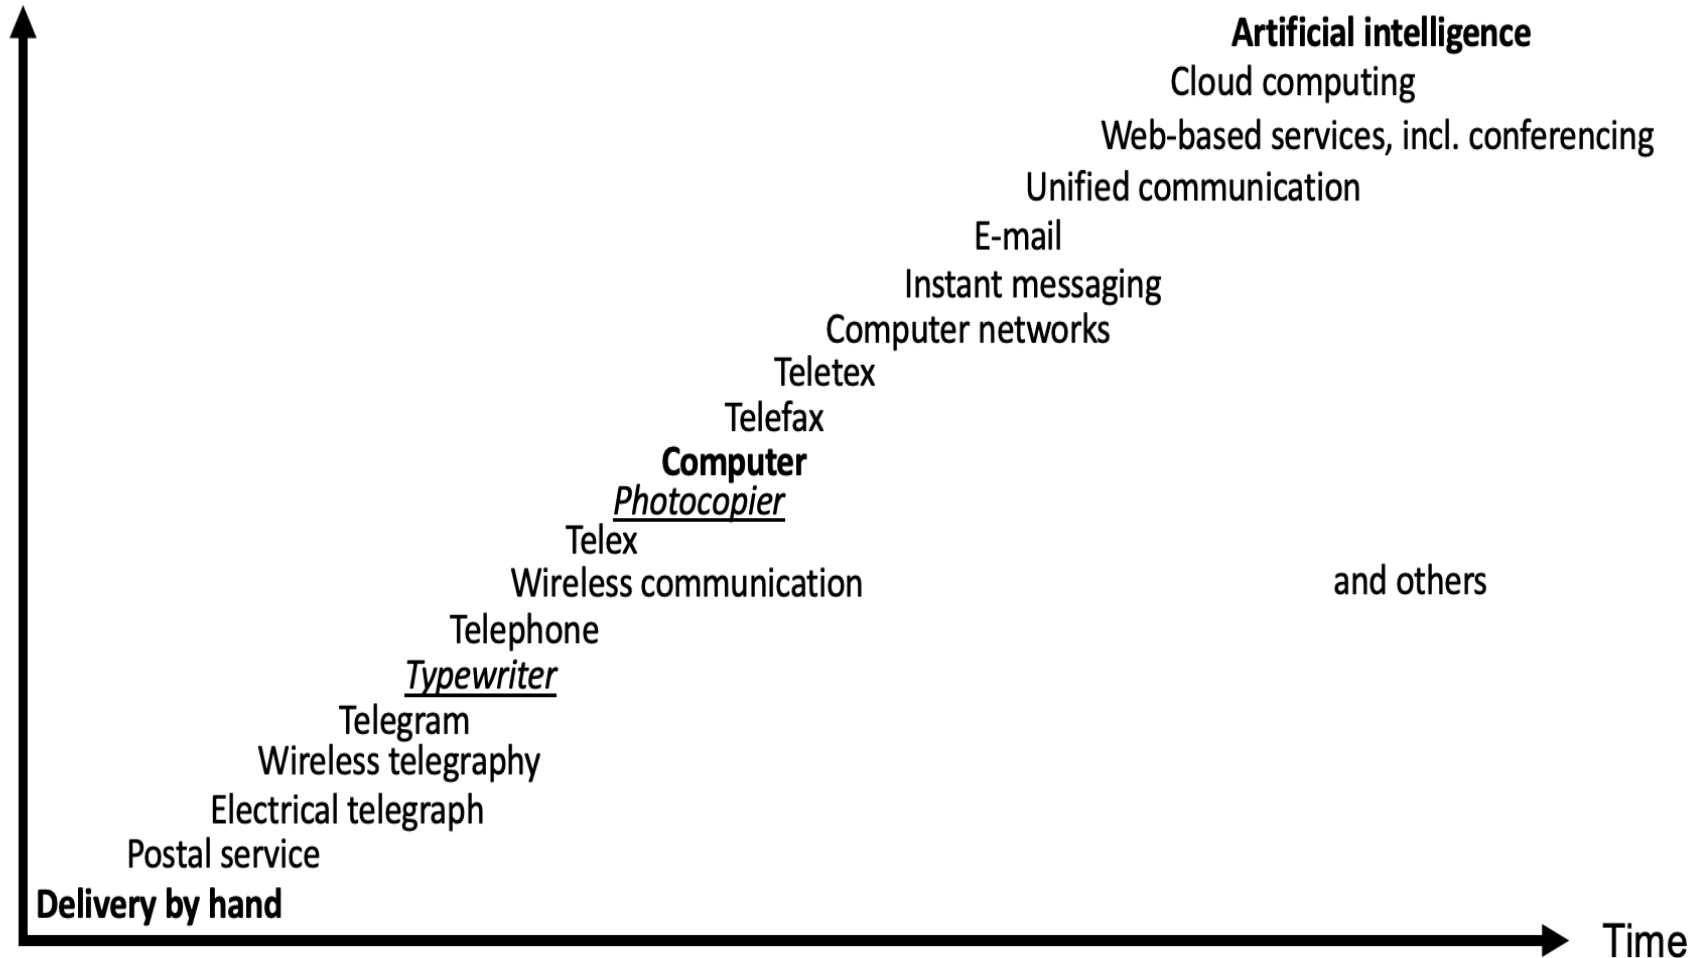 Artificial intelligence
Cloud computing
Web-based services, incl. conferencing
Unified communication
E-mail
Instant messaging
Computer networks
Teletex
Telefax
Computer
Photocopier
Telex
Wireless communication
and others
Telephone
Typewriter
Telegram
Wireless telegraphy
Electrical telegraph
Postal service
Delivery by hand
Time